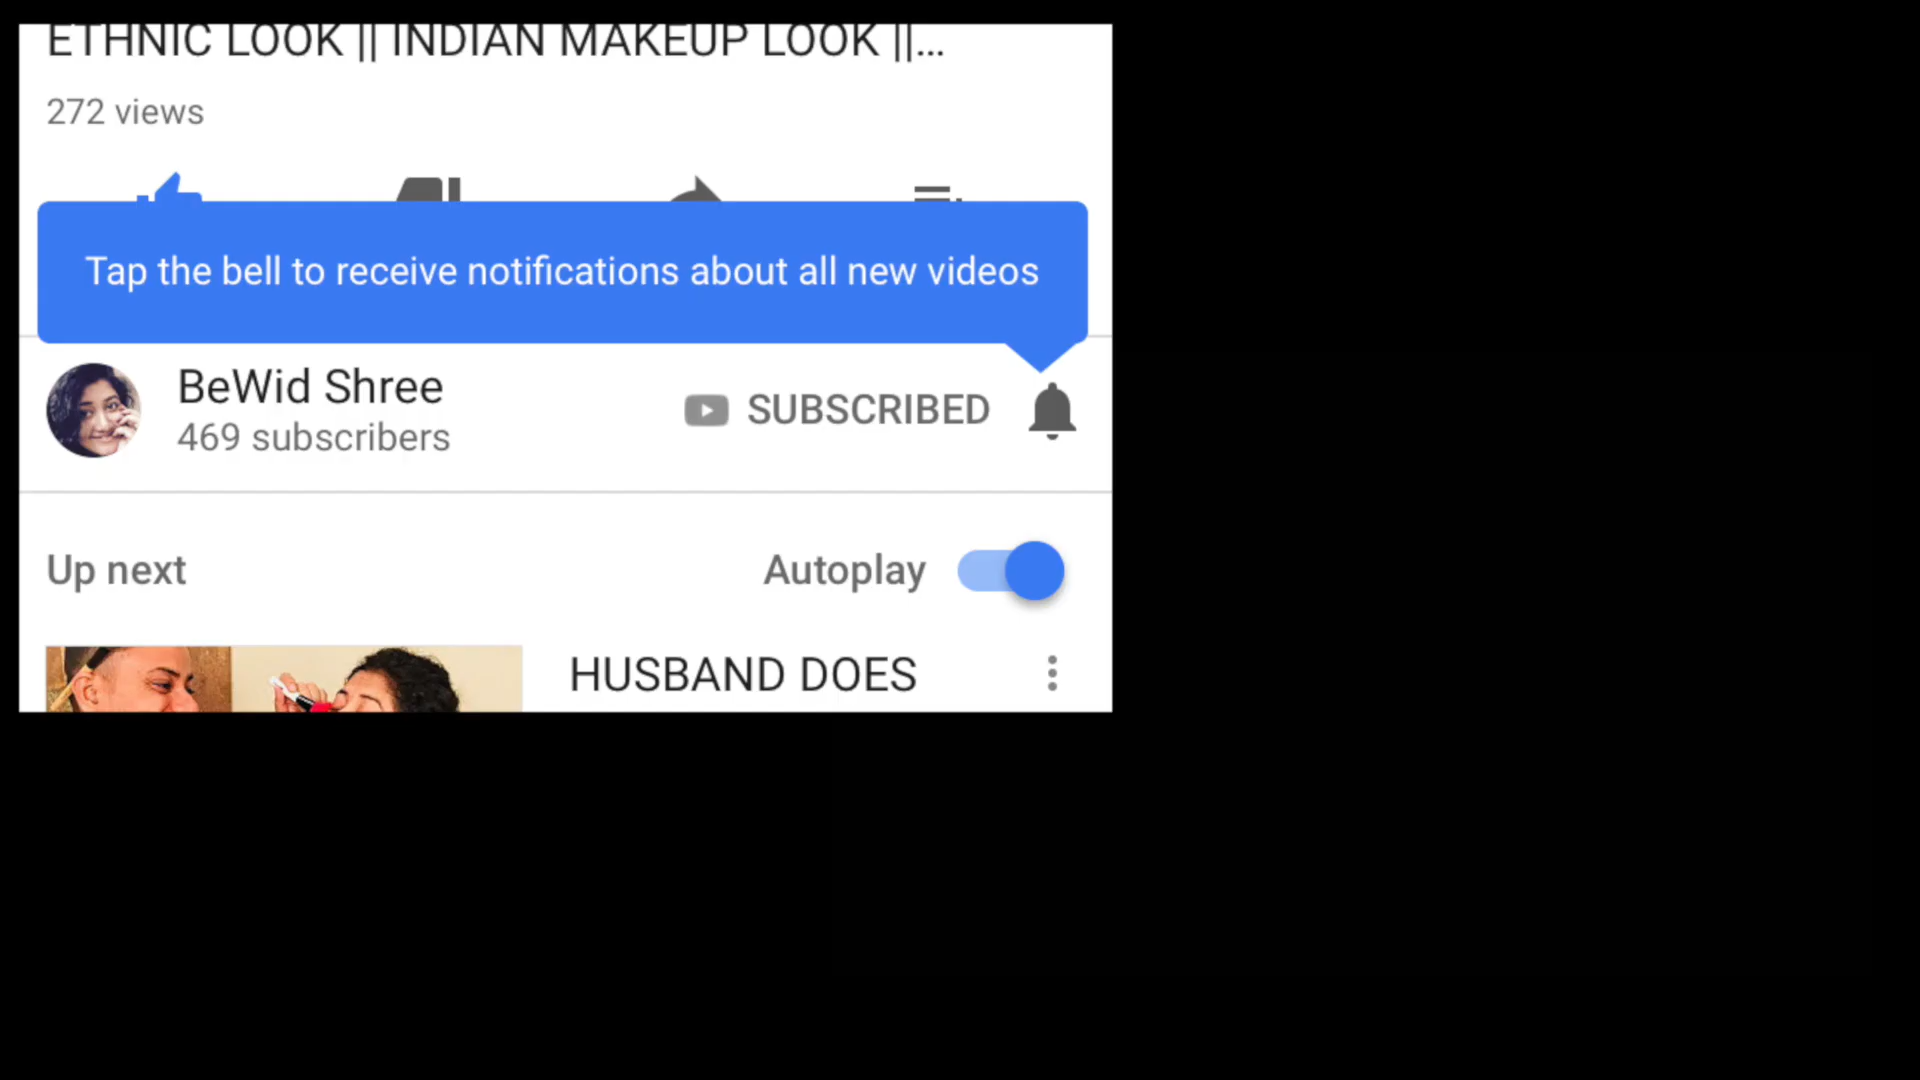 ETHNIC LOOK || INDIAN MAKEUP LOOK ||...
272 views
Tap the bell to receive notifications about all new videos
BeWid Shree
469 subscribers
SUBSCRIBED
Up next
Autoplay
HUSBAND DOES